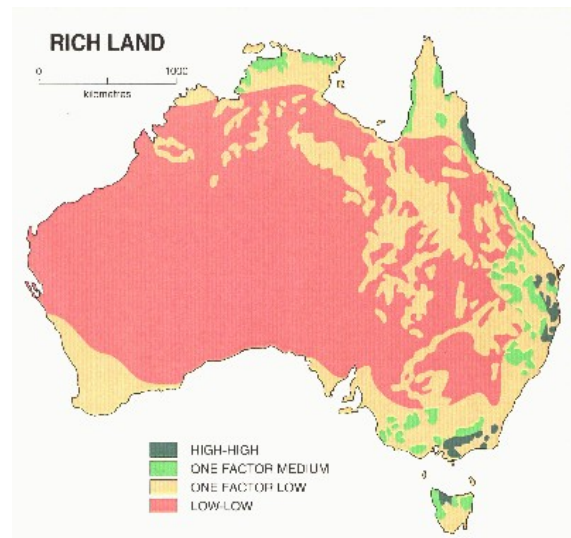 RICH LAND
0 1000
kilometres
HIGH-HIGH
ONE FACTOR MEDIUM
ONE FACTOR LOW
LOW-LOW